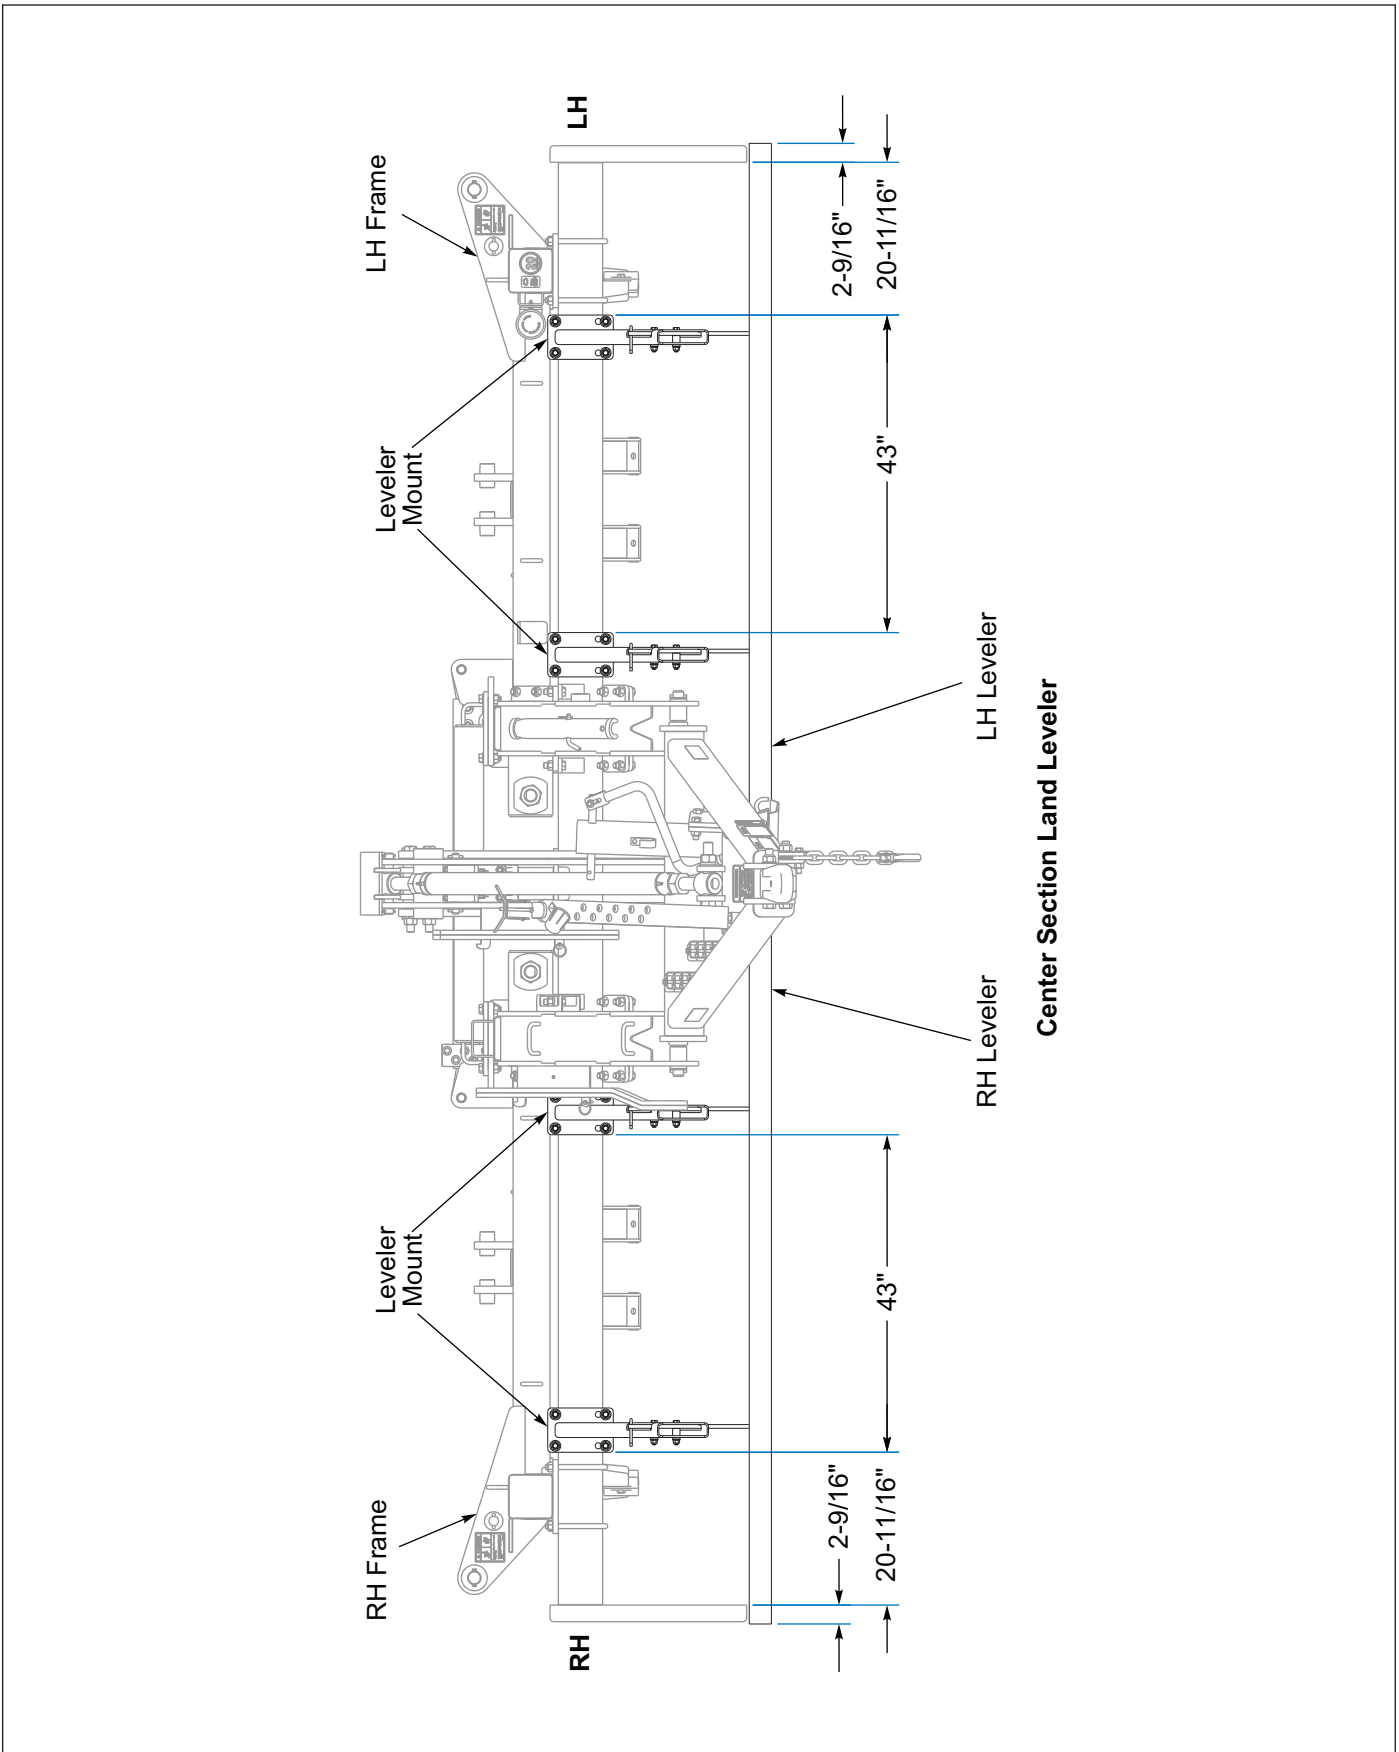 RH
LH
RH Frame
LH Frame
Leveler
Mount
Leveler
Mount
2-9/16"
20-11/16"
43"
43"
2-9/16"
20-11/16"
RH Leveler
LH Leveler
Center Section Land Leveler